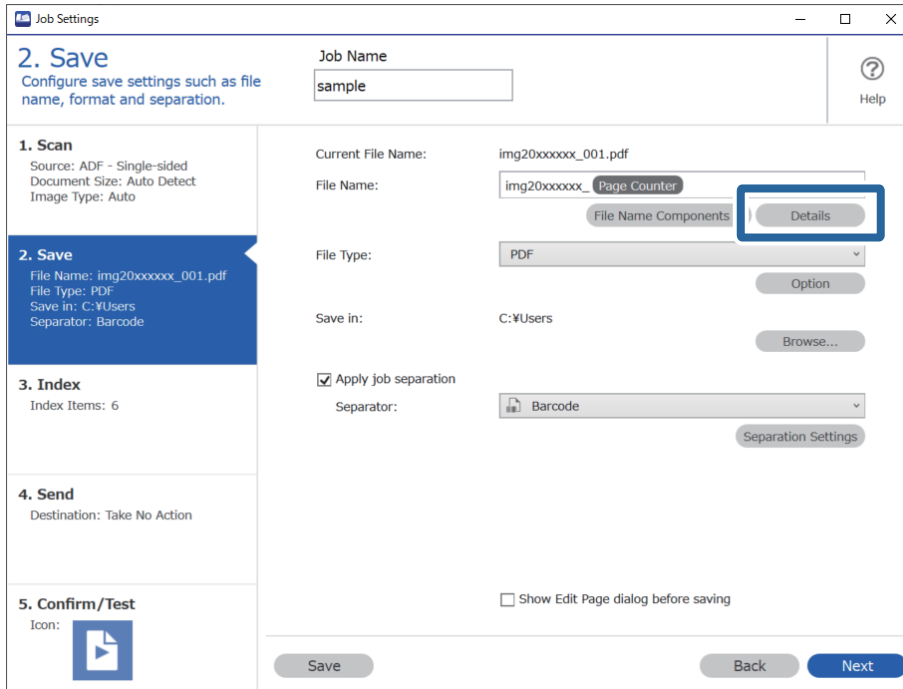 Job Settings
2. Save
Configure save settings such as file
name, format and separation.
Job Name
sample
Help
1. Scan
Source: ADF - Single-sided
Document Size: Auto Detect
Image Type: Auto
2. Save
File Name: img20xxxxxx_001.pdf
File Type: PDF
Save in: C:¥Users
Separator: Barcode
3. Index
Index Items: 6
4. Send
Destination: Take No Action
5. Confirm/Test
Icon:
Current File Name: img20xxxxxx_001.pdf
File Name: img20xxxxxx_ Page Counter
File Name Components Details
File Type: PDF
Option
Save in: C:¥Users
Browse...
Apply job separation
Separator: Barcode
Separation Settings
Show Edit Page dialog before saving
Save Back Next